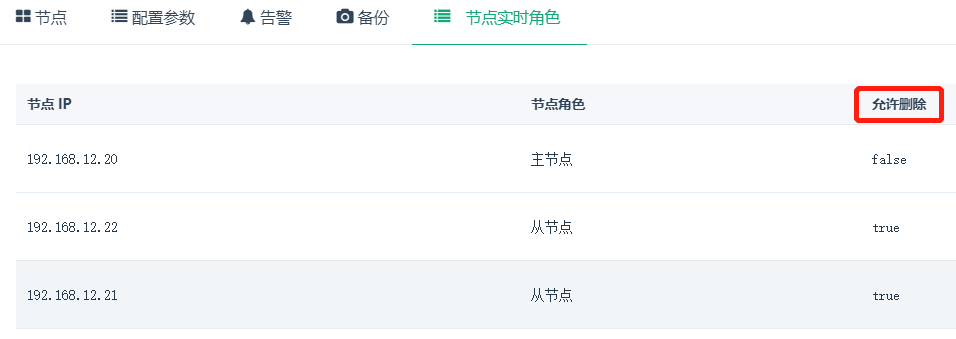 节点 配置参数 告警 备份 节点实时角色
节点 IP 节点角色 允许删除
192.168.12.20 主节点 false
192.168.12.22 从节点 true
192.168.12.21 从节点 true